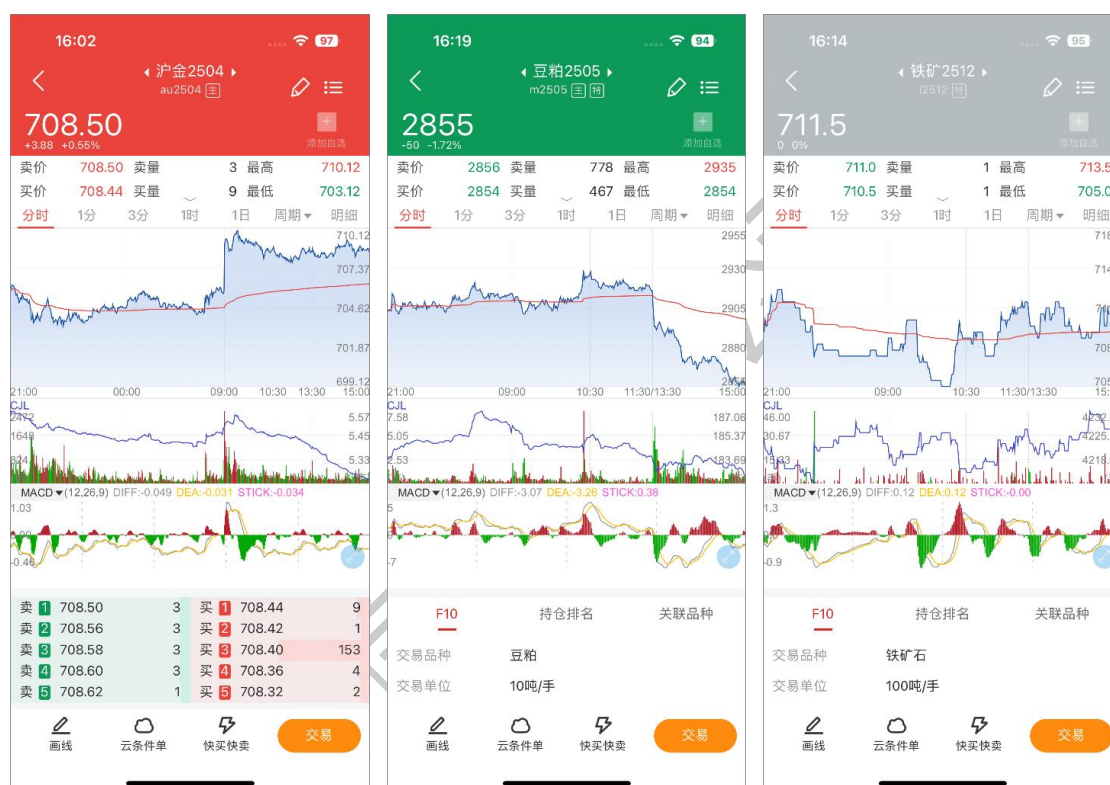 16:02
97
沪金2504
au2504 主
708.50
+3.88 +0.55%
添加自选
卖价 708.50 卖量 3 最高 710.12
买价 708.44 买量 9 最低 703.12
分时 1分 3分 1时 1日 周期 明细
710.12
707.37
704.62
701.87
699.12
21:00 00:00 09:00 10:30 13:30 15:00
CJL
2472 5.57
1648 5.45
824 5.33
MACD (12,26,9) DIFF:-0.049 DEA:-0.031 STICK:-0.034
1.03
0.00
-0.46
卖 1 708.50 3 买 1 708.44 9
卖 2 708.56 3 买 2 708.42 1
卖 3 708.58 3 买 3 708.40 153
卖 4 708.60 3 买 4 708.36 4
卖 5 708.62 1 买 5 708.32 2
画线 云条件单 快买快卖 交易
16:19
94
豆粕2505
m2505 主 特
2855
-50 -1.72%
添加自选
卖价 2856 卖量 778 最高 2935
买价 2854 买量 467 最低 2854
分时 1分 3分 1时 1日 周期 明细
2955
2930
2905
2880
21:00 09:00 10:30 11:30/13:30 15:00
CJL
7.58 187.06
5.05 185.37
2.53 183.69
MACD (12,26,9) DIFF:-3.07 DEA:-3.26 STICK:0.38
5
-7
F10 持仓排名 关联品种
交易品种 豆粕
交易单位 10吨/手
画线 云条件单 快买快卖 交易
16:14
95
铁矿2512
i2512 特
711.5
0 0%
添加自选
卖价 711.0 卖量 1 最高 713.5
买价 710.5 买量 1 最低 705.0
分时 1分 3分 1时 1日 周期 明细
718
714
708
705
21:00 09:00 10:30 11:30/13:30 15:
CJL
46.00 4232.
30.67 4225.
15.33 4218.
MACD (12,26,9) DIFF:0.12 DEA:0.12 STICK:-0.00
1.3
-0.9
F10 持仓排名 关联品种
交易品种 铁矿石
交易单位 100吨/手
画线 云条件单 快买快卖 交易